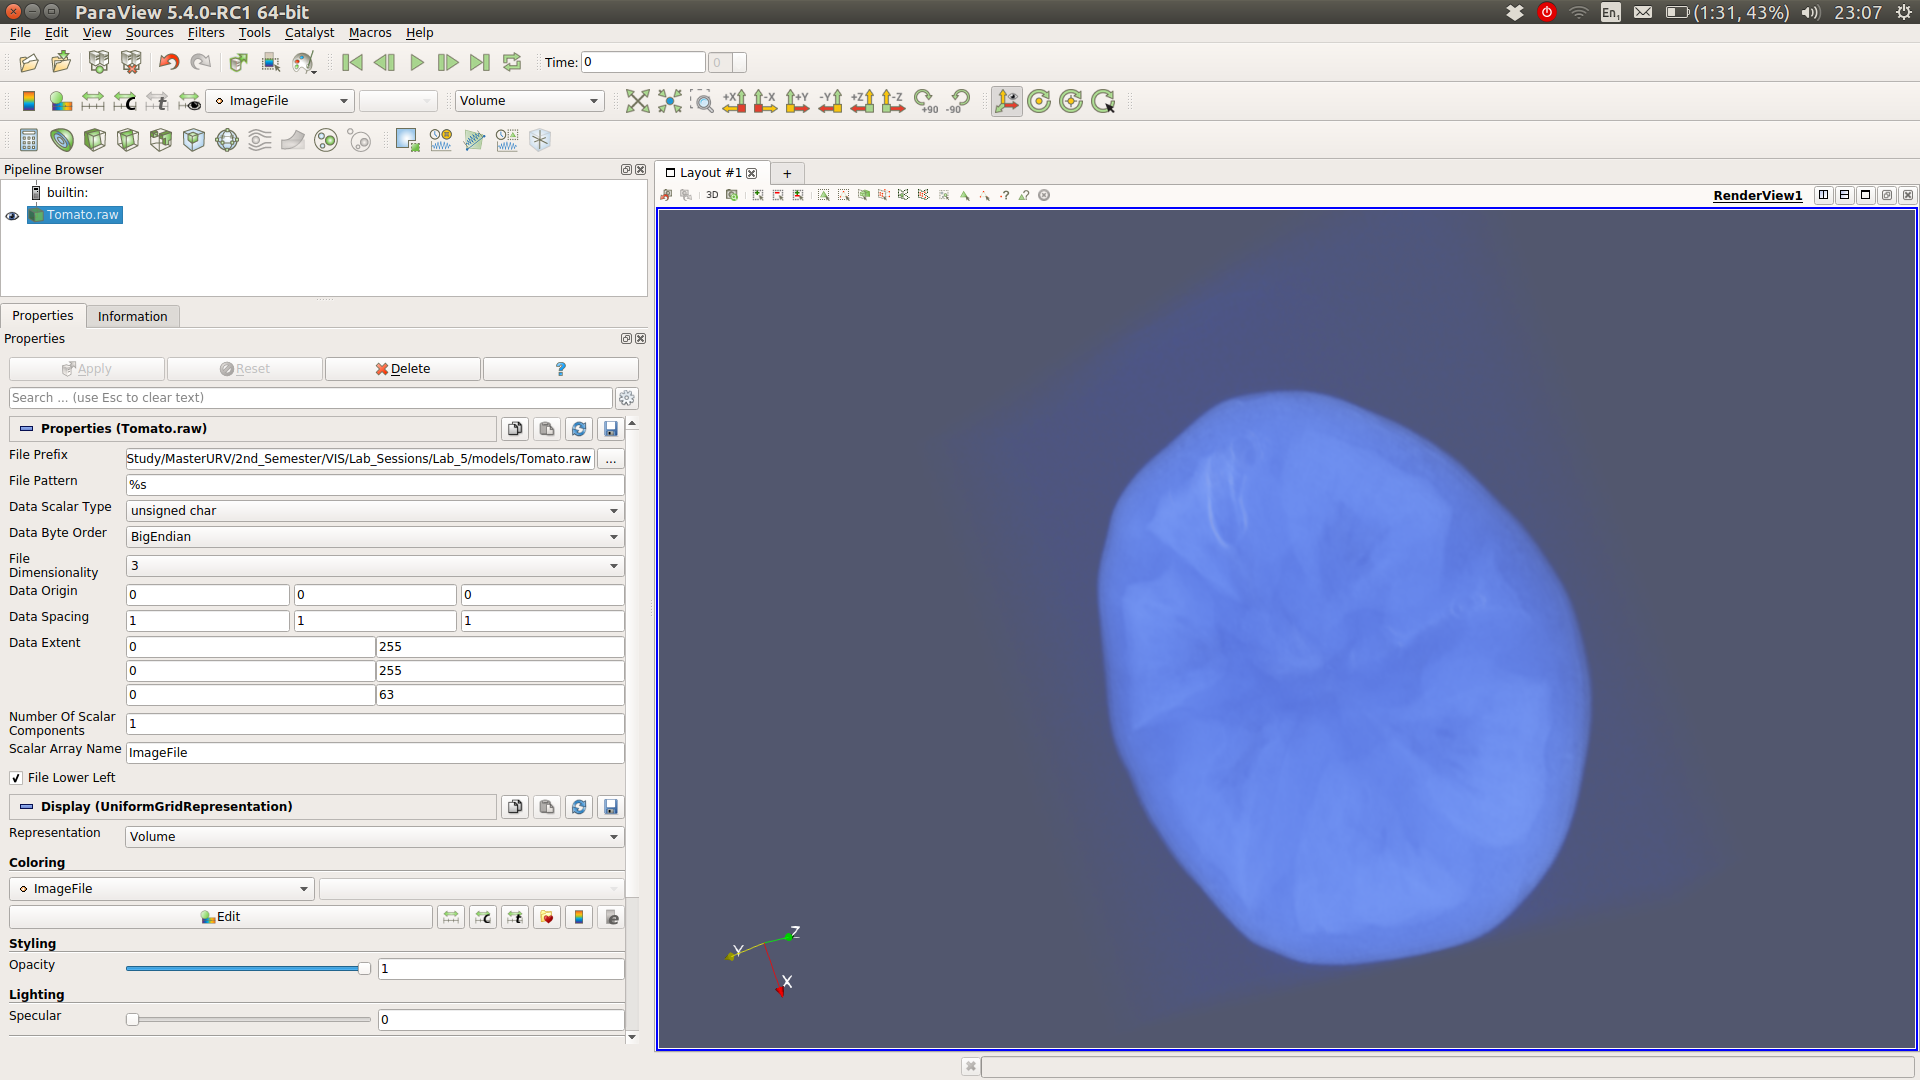 ParaView 5.4.0-RC1 64-bit
En1 (1:31, 43%) 23:07
File Edit View Sources Filters Tools Catalyst Macros Help
Time: 0 0
ImageFile Volume +X -X +Y -Y +Z -Z +90 -90
Pipeline Browser
builtin:
Tomato.raw
Properties Information
Properties
Apply Reset Delete ?
Search ... (use Esc to clear text)
Properties (Tomato.raw)
File Prefix Study/MasterURV/2nd_Semester/VIS/Lab_Sessions/Lab_5/models/Tomato.raw ...
File Pattern %s
Data Scalar Type unsigned char
Data Byte Order BigEndian
File Dimensionality 3
Data Origin 0 0 0
Data Spacing 1 1 1
Data Extent 0 255
0 255
0 63
Number Of Scalar Components 1
Scalar Array Name ImageFile
File Lower Left
Display (UniformGridRepresentation)
Representation Volume
Coloring
ImageFile
Edit
Styling
Opacity 1
Lighting
Specular 0
Layout #1 +
3D RenderView1
Z
Y
X